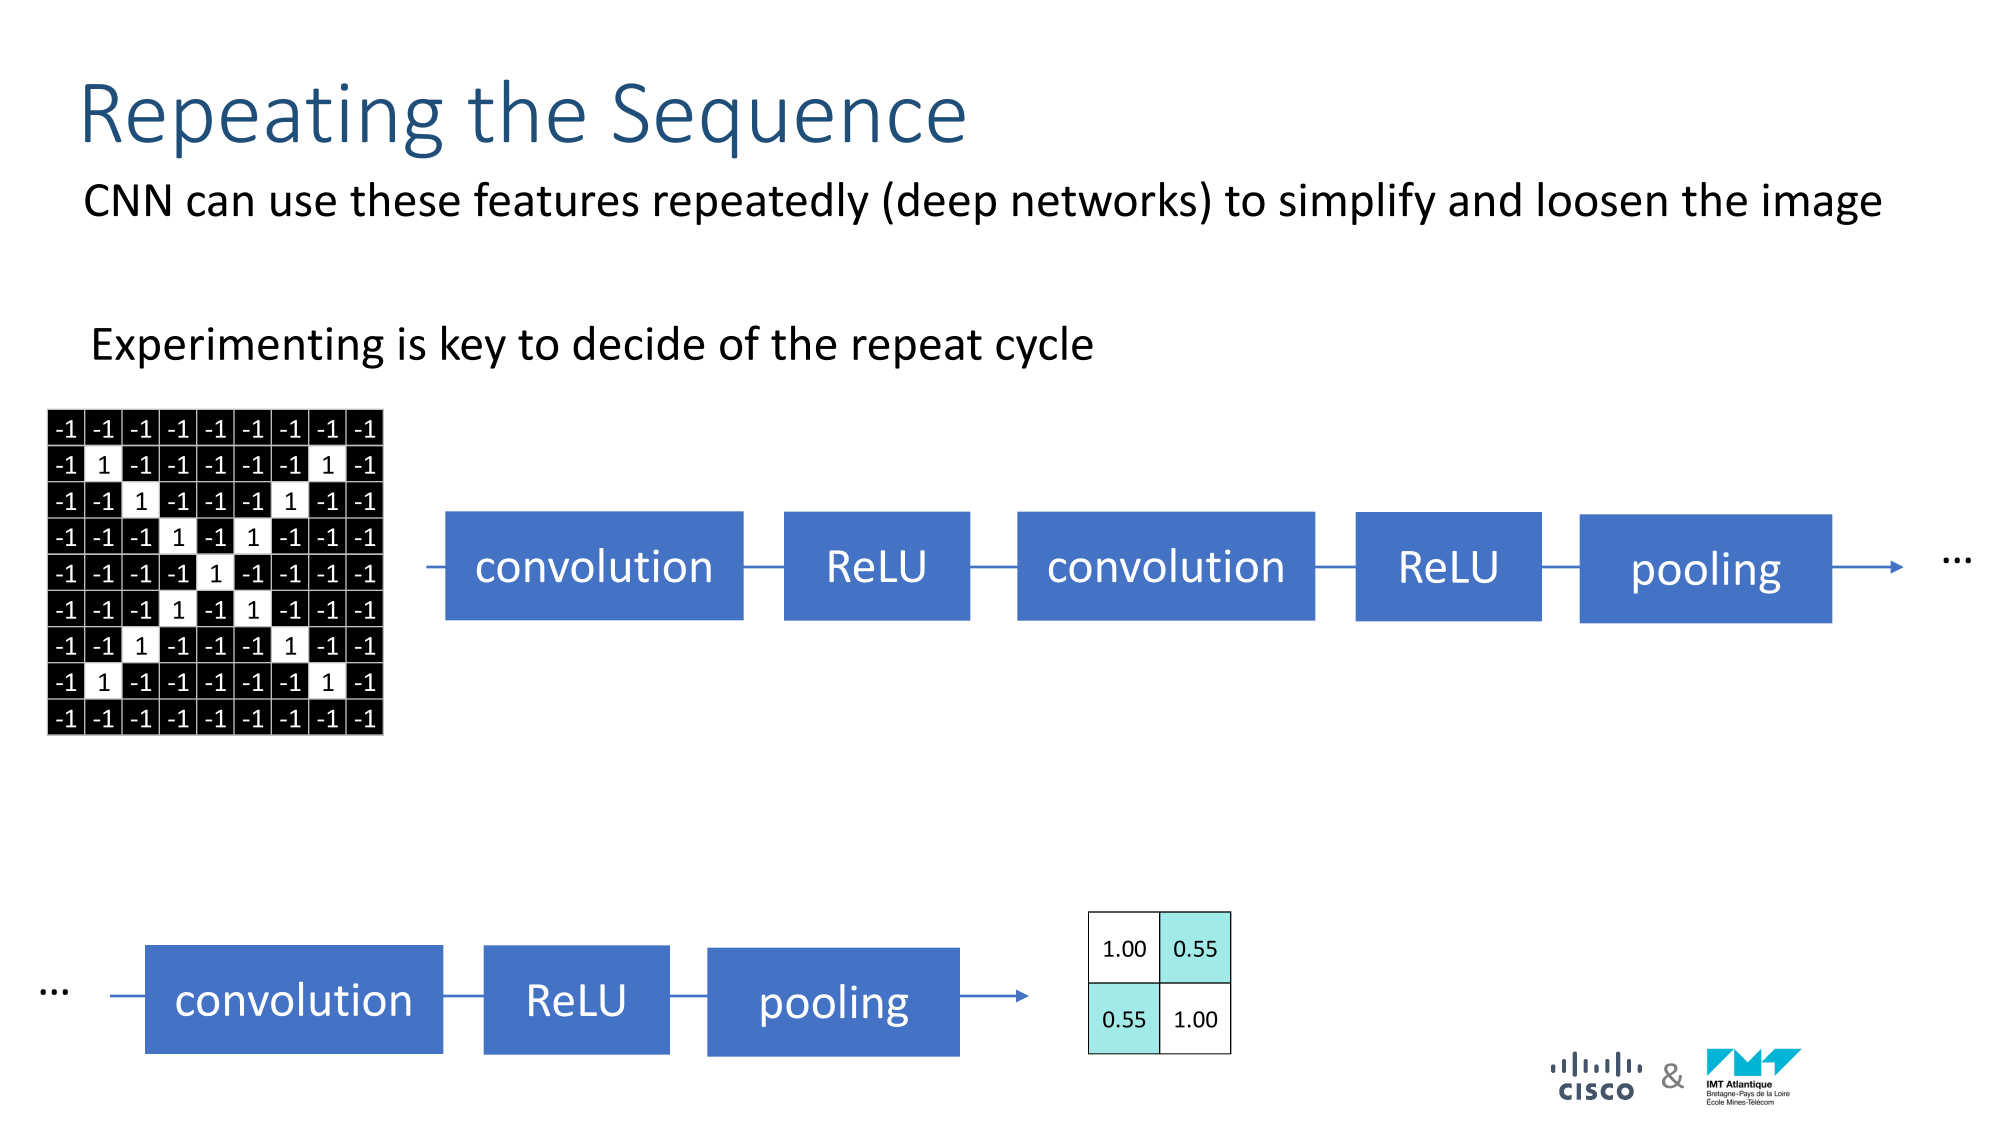 Repeating the Sequence
CNN can use these features repeatedly (deep networks) to simplify and loosen the image
Experimenting is key to decide of the repeat cycle
-1 -1 -1 -1 -1 -1 -1 -1 -1
-1 1 -1 -1 -1 -1 -1 1 -1
-1 -1 1 -1 -1 -1 1 -1 -1
-1 -1 -1 1 -1 1 -1 -1 -1
-1 -1 -1 -1 1 -1 -1 -1 -1
-1 -1 -1 1 -1 1 -1 -1 -1
-1 -1 1 -1 -1 -1 1 -1 -1
-1 1 -1 -1 -1 -1 -1 1 -1
-1 -1 -1 -1 -1 -1 -1 -1 -1
convolution ReLU convolution ReLU pooling ...
... convolution ReLU pooling
1.00 0.55
0.55 1.00
CISCO & IMT Atlantique
Bretagne-Pays de la Loire
École Mines-Télécom